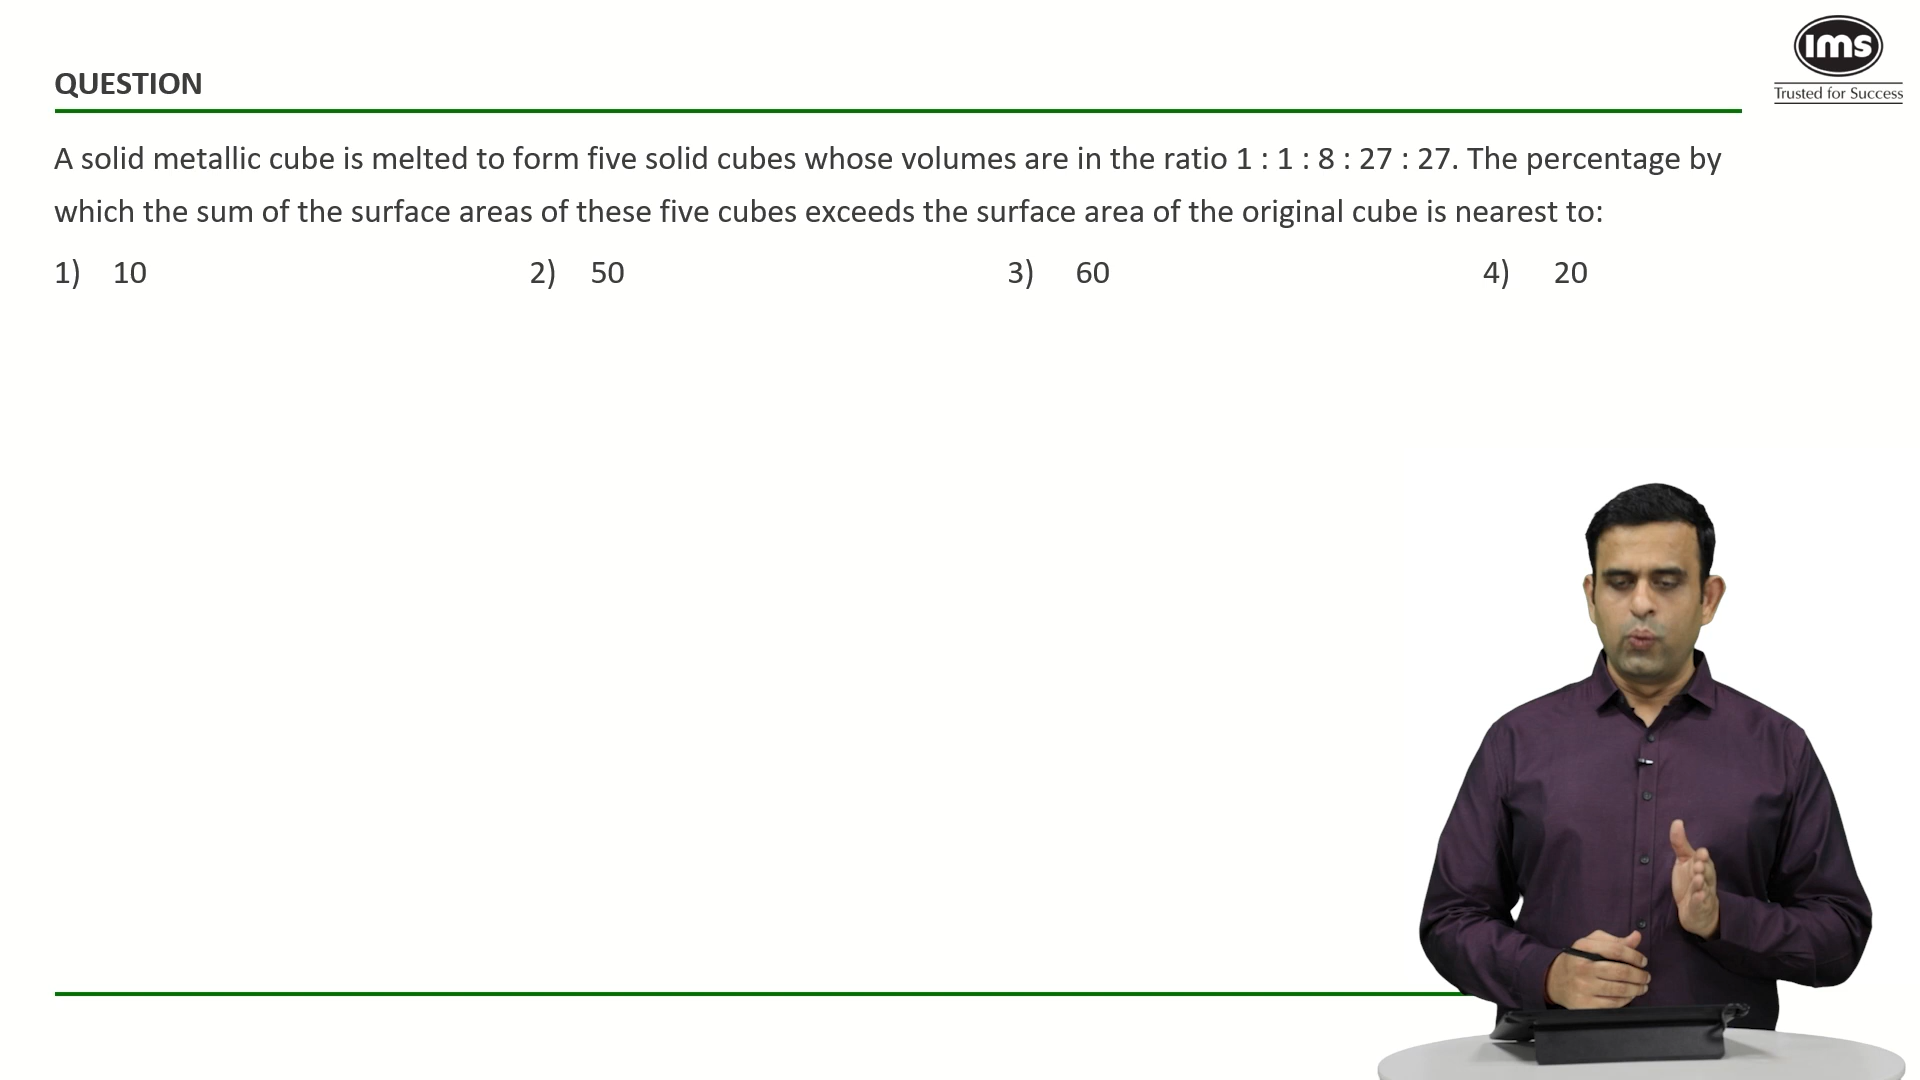 ims
Trusted for Success
QUESTION
A solid metallic cube is melted to form five solid cubes whose volumes are in the ratio 1 : 1 : 8 : 27 : 27. The percentage by
which the sum of the surface areas of these five cubes exceeds the surface area of the original cube is nearest to:
1) 10 2) 50 3) 60 4) 20